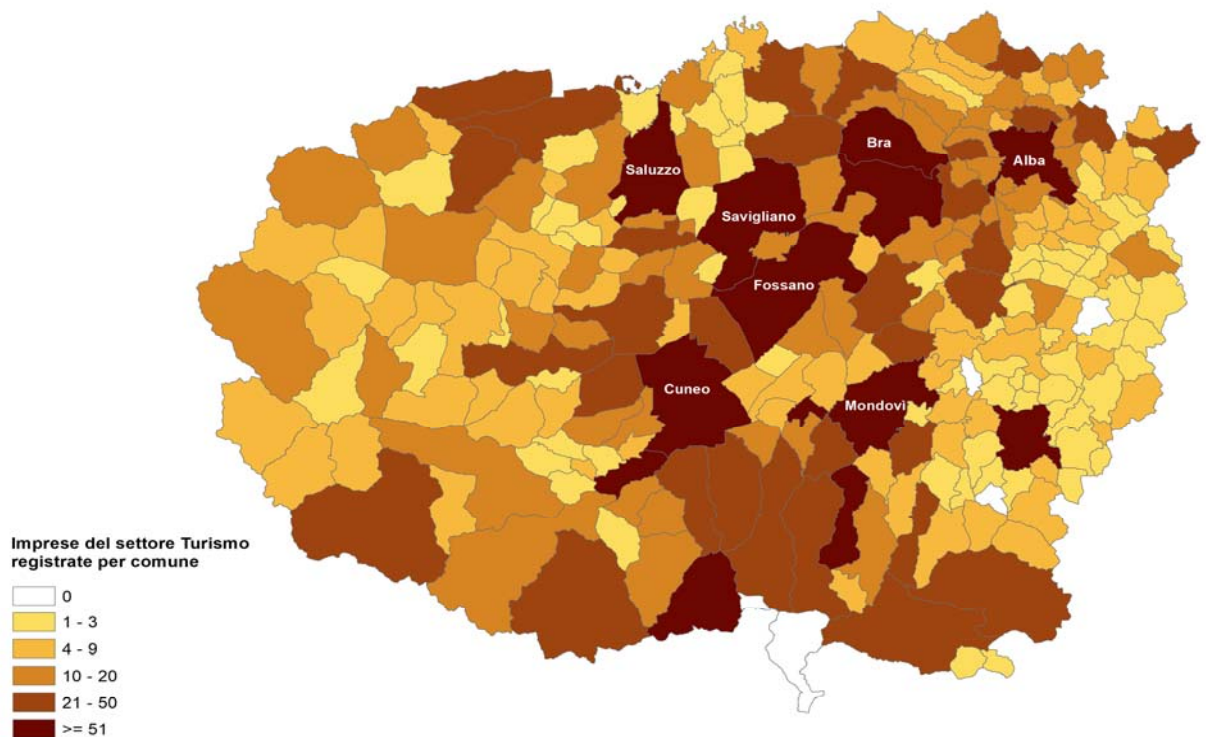 Bra
Alba
Saluzzo
Savigliano
Fossano
Cuneo
Mondovì
Imprese del settore Turismo
registrate per comune
0
1 - 3
4 - 9
10 - 20
21 - 50
>= 51